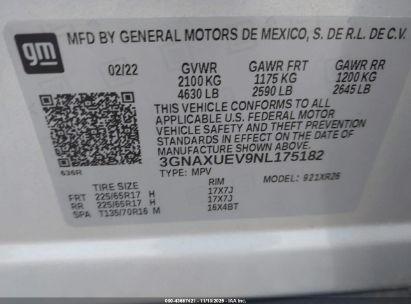 gm MFD BY GENERAL MOTORS DE MEXICO, S. DE R.L. DE C.V.
02/22 GVWR GAWR FRT GAWR RR
2100 KG 1175 KG 1200 KG
4630 LB 2590 LB 2645 LB
THIS VEHICLE CONFORMS TO ALL
APPLICABLE U.S. FEDERAL MOTOR
VEHICLE SAFETY AND THEFT PREVENTION
STANDARDS IN EFFECT ON THE DATE OF
MANUFACTURE SHOWN ABOVE.
3GNAXUEV9NL175182
TYPE: MPV MODEL: 921XR26
636R
TIRE SIZE RIM
FRT 225/65R17 H 17X7J
RR 225/65R17 H 17X7J
SPA T135/70R16 M 16X4BT